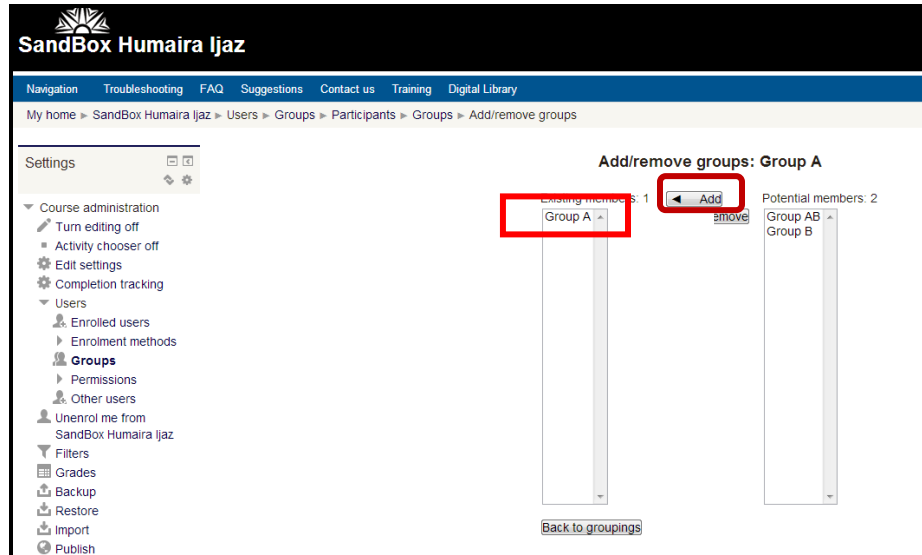 SandBox Humaira Ijaz
Navigation Troubleshooting FAQ Suggestions Contact us Training Digital Library
My home ► SandBox Humaira Ijaz ► Users ► Groups ► Participants ► Groups ► Add/remove groups
Settings
Course administration
Turn editing off
Activity chooser off
Edit settings
Completion tracking
Users
Enrolled users
Enrolment methods
Groups
Permissions
Other users
Unenrol me from
SandBox Humaira Ijaz
Filters
Grades
Backup
Restore
Import
Publish
Add/remove groups: Group A
Existing members: 1
◄ Add
Potential members: 2
Group A
emove
Group AB
Group B
Back to groupings